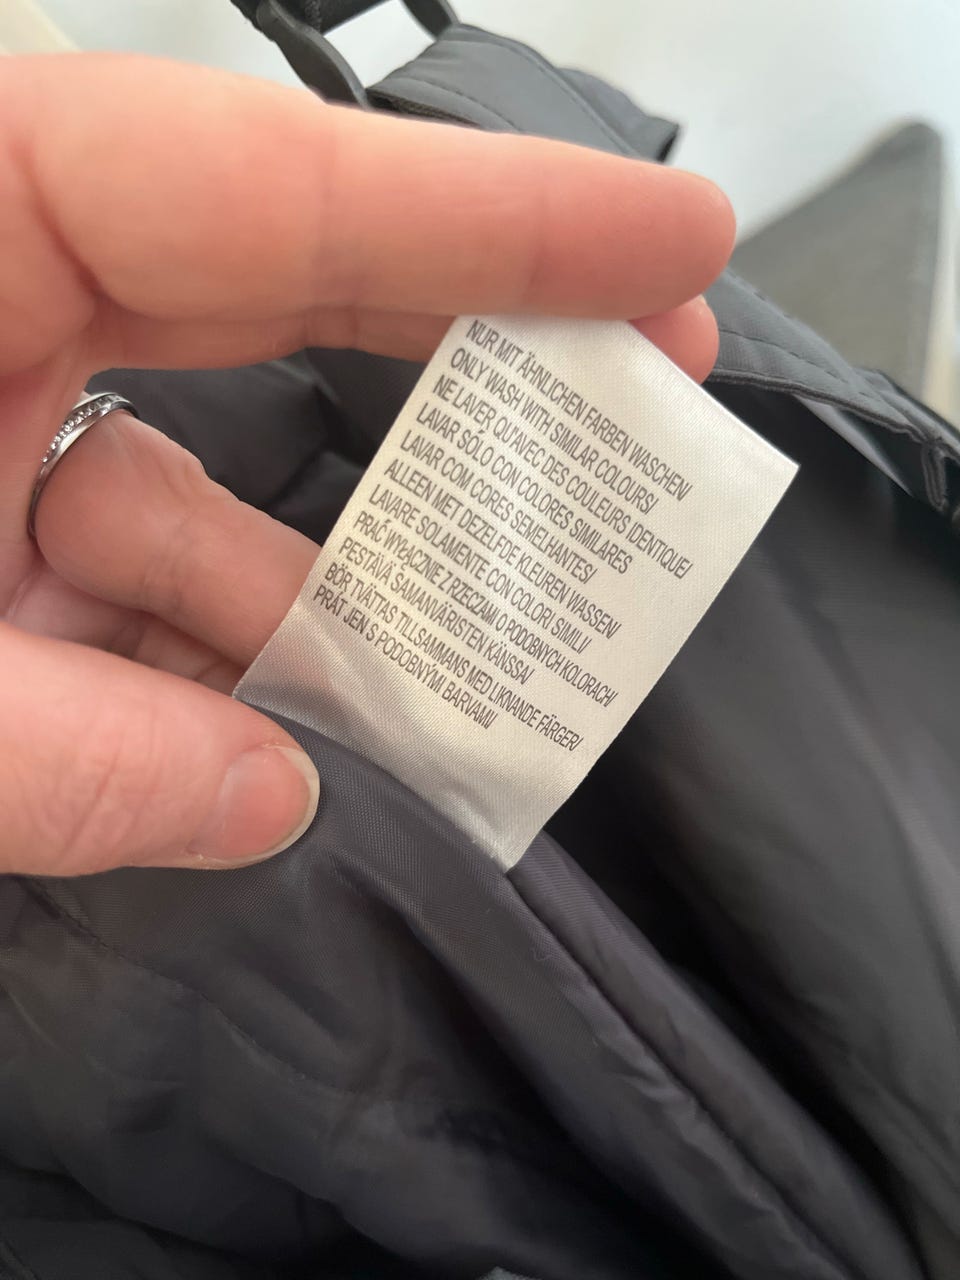 NUR MIT ÄHNLICHEN FARBEN WASCHEN/
ONLY WASH WITH SIMILAR COLOURS/
NE LAVER QU'AVEC DES COULEURS IDENTIQUE/
LAVAR SÓLO CON COLORES SIMILARES
LAVAR COM CORES SEMELHANTES/
ALLEEN MET DEZELFDE KLEUREN WASSEN/
LAVARE SOLAMENTE CON COLORI SIMILI/
PRAĆ WYŁĄCZNIE Z RZECZAMI O PODOBNYCH KOLORACH/
PESTÄVÄ SAMANVÄRISTEN KANSSA/
BÖR TVÄTTAS TILLSAMMANS MED LIKNANDE FÄRGER/
PRÁT JEN S PODOBNÝMI BARVAMI/